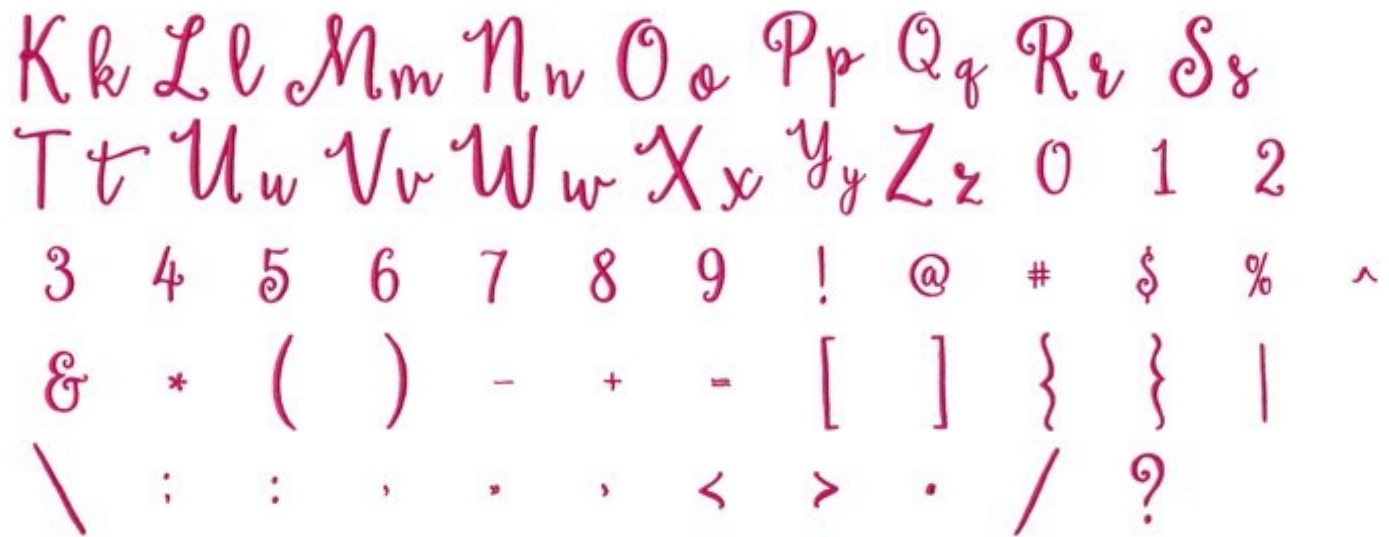 K k L l M m N n O o P p Q q R r S s
T t U u V v W w X x Y y Z z 0 1 2
3 4 5 6 7 8 9 ! @ # $ % ^
& * ( ) - + = [ ] { } |
\ ; : ' " , < > . / ?